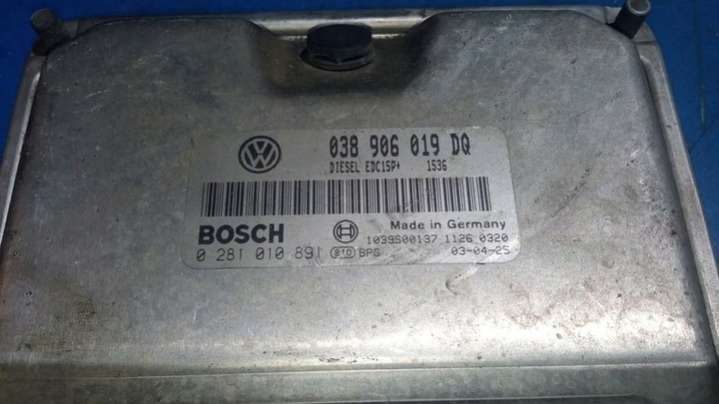 038 906 019 DQ
DIESEL EDC15P+ 1536
BOSCH Made in Germany
1039S00137 1126 0320
0 281 010 891 BPG 03-04-25